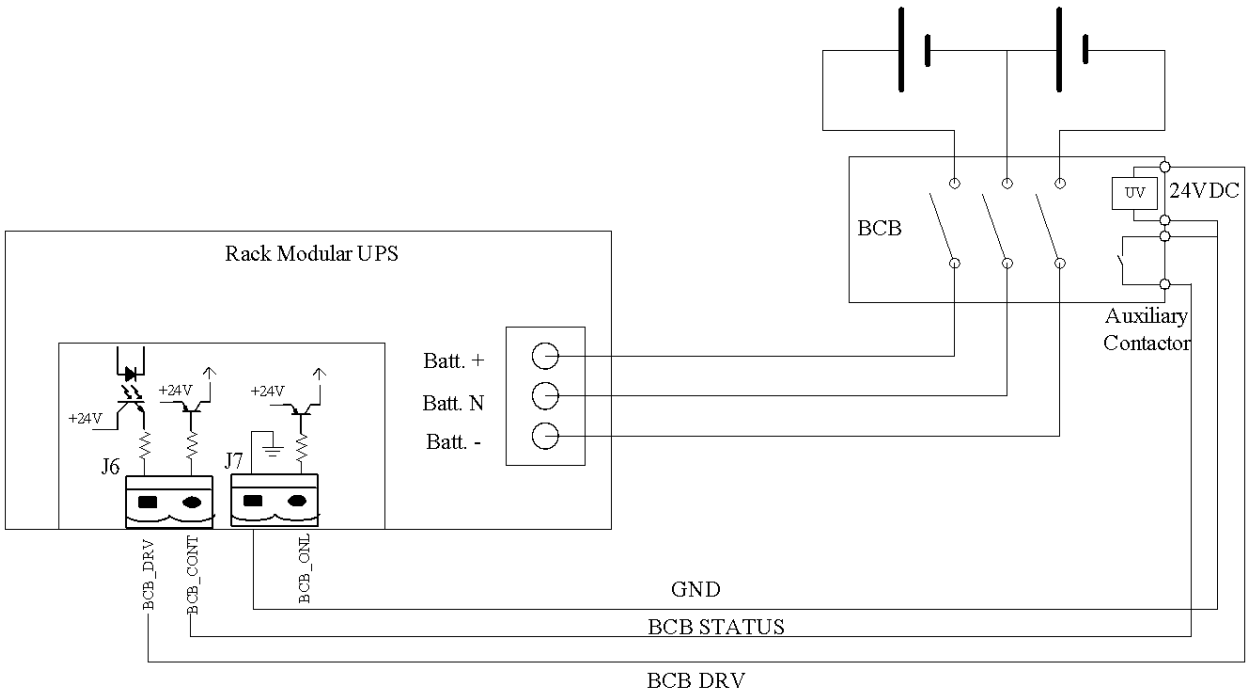 UV
24VDC
BCB
Rack Modular UPS
Auxiliary
Contactor
Batt. +
Batt. N
Batt. -
+24V
+24V
+24V
J6
J7
BCB_DRV
BCB_CONT
BCB_ONL
GND
BCB STATUS
BCB DRV